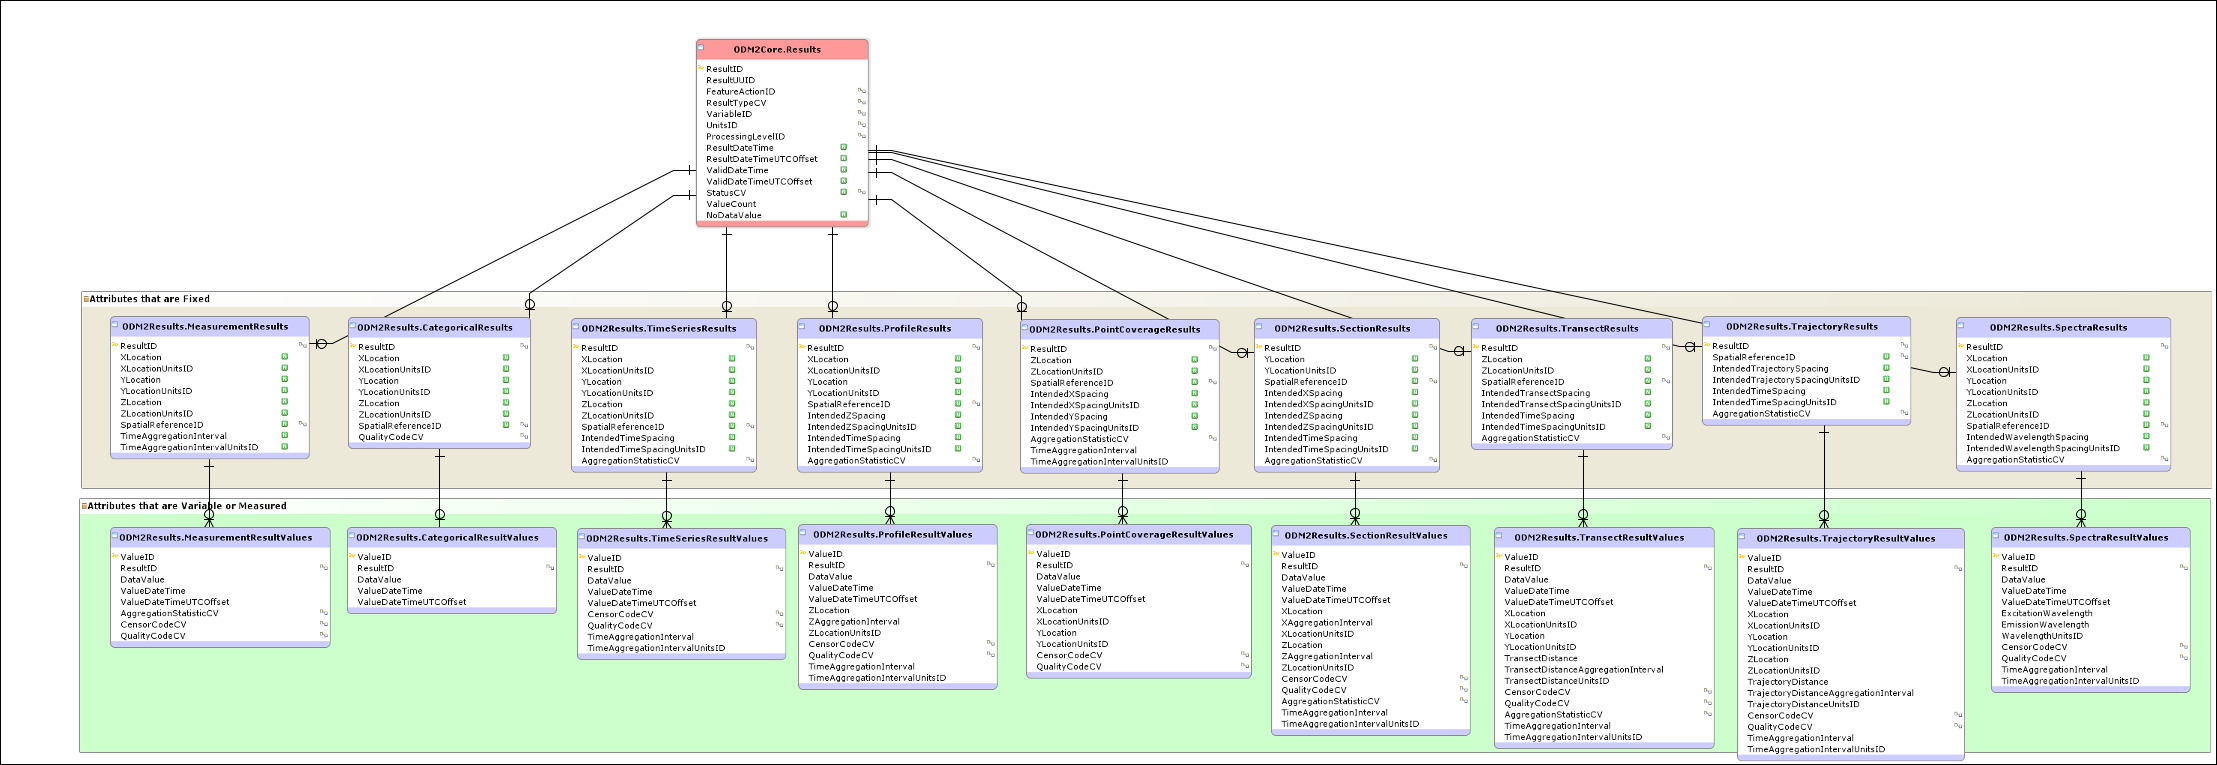 ODM2Core.Results
ResultID
ResultUUID
FeatureActionID
ResultTypeCV
VariableID
UnitsID
ProcessingLevelID
ResultDateTime
ResultDateTimeUTCOffset
ValidDateTime
ValidDateTimeUTCOffset
StatusCV
ValueCount
NoDataValue
Attributes that are Fixed
ODM2Results.MeasurementResults
ResultID
XLocation
XLocationUnitsID
YLocation
YLocationUnitsID
ZLocation
ZLocationUnitsID
SpatialReferenceID
TimeAggregationInterval
TimeAggregationIntervalUnitsID
ODM2Results.CategoricalResults
ResultID
XLocation
XLocationUnitsID
YLocation
YLocationUnitsID
ZLocation
ZLocationUnitsID
SpatialReferenceID
QualityCodeCV
ODM2Results.TimeSeriesResults
ResultID
XLocation
XLocationUnitsID
YLocation
YLocationUnitsID
ZLocation
ZLocationUnitsID
SpatialReferenceID
IntendedTimeSpacing
IntendedTimeSpacingUnitsID
AggregationStatisticCV
ODM2Results.ProfileResults
ResultID
XLocation
XLocationUnitsID
YLocation
YLocationUnitsID
SpatialReferenceID
IntendedZSpacing
IntendedZSpacingUnitsID
IntendedTimeSpacing
IntendedTimeSpacingUnitsID
AggregationStatisticCV
ODM2Results.PointCoverageResults
ResultID
ZLocation
ZLocationUnitsID
SpatialReferenceID
IntendedXSpacing
IntendedXSpacingUnitsID
IntendedYSpacing
IntendedYSpacingUnitsID
AggregationStatisticCV
TimeAggregationInterval
TimeAggregationIntervalUnitsID
ODM2Results.SectionResults
ResultID
YLocation
YLocationUnitsID
SpatialReferenceID
IntendedXSpacing
IntendedXSpacingUnitsID
IntendedZSpacing
IntendedZSpacingUnitsID
IntendedTimeSpacing
IntendedTimeSpacingUnitsID
AggregationStatisticCV
ODM2Results.TransectResults
ResultID
ZLocation
ZLocationUnitsID
SpatialReferenceID
IntendedTransectSpacing
IntendedTransectSpacingUnitsID
IntendedTimeSpacing
IntendedTimeSpacingUnitsID
AggregationStatisticCV
ODM2Results.TrajectoryResults
ResultID
SpatialReferenceID
IntendedTrajectorySpacing
IntendedTrajectorySpacingUnitsID
IntendedTimeSpacing
IntendedTimeSpacingUnitsID
AggregationStatisticCV
ODM2Results.SpectraResults
ResultID
XLocation
XLocationUnitsID
YLocation
YLocationUnitsID
ZLocation
ZLocationUnitsID
SpatialReferenceID
IntendedWavelengthSpacing
IntendedWavelengthSpacingUnitsID
AggregationStatisticCV
Attributes that are Variable or Measured
ODM2Results.MeasurementResultValues
ValueID
ResultID
DataValue
ValueDateTime
ValueDateTimeUTCOffset
AggregationStatisticCV
CensorCodeCV
QualityCodeCV
ODM2Results.CategoricalResultValues
ValueID
ResultID
DataValue
ValueDateTime
ValueDateTimeUTCOffset
ODM2Results.TimeSeriesResultValues
ValueID
ResultID
DataValue
ValueDateTime
ValueDateTimeUTCOffset
CensorCodeCV
QualityCodeCV
TimeAggregationInterval
TimeAggregationIntervalUnitsID
ODM2Results.ProfileResultValues
ValueID
ResultID
DataValue
ValueDateTime
ValueDateTimeUTCOffset
ZLocation
ZAggregationInterval
ZLocationUnitsID
CensorCodeCV
QualityCodeCV
TimeAggregationInterval
TimeAggregationIntervalUnitsID
ODM2Results.PointCoverageResultValues
ValueID
ResultID
DataValue
ValueDateTime
ValueDateTimeUTCOffset
XLocation
XLocationUnitsID
YLocation
YLocationUnitsID
CensorCodeCV
QualityCodeCV
ODM2Results.SectionResultValues
ValueID
ResultID
DataValue
ValueDateTime
ValueDateTimeUTCOffset
XLocation
XAggregationInterval
XLocationUnitsID
ZLocation
ZAggregationInterval
ZLocationUnitsID
CensorCodeCV
QualityCodeCV
AggregationStatisticCV
TimeAggregationInterval
TimeAggregationIntervalUnitsID
ODM2Results.TransectResultValues
ValueID
ResultID
DataValue
ValueDateTime
ValueDateTimeUTCOffset
XLocation
XLocationUnitsID
YLocation
YLocationUnitsID
TransectDistance
TransectDistanceAggregationInterval
TransectDistanceUnitsID
CensorCodeCV
QualityCodeCV
AggregationStatisticCV
TimeAggregationInterval
TimeAggregationIntervalUnitsID
ODM2Results.TrajectoryResultValues
ValueID
ResultID
DataValue
ValueDateTime
ValueDateTimeUTCOffset
XLocation
XLocationUnitsID
YLocation
YLocationUnitsID
ZLocation
ZLocationUnitsID
TrajectoryDistance
TrajectoryDistanceAggregationInterval
TrajectoryDistanceUnitsID
CensorCodeCV
QualityCodeCV
TimeAggregationInterval
TimeAggregationIntervalUnitsID
ODM2Results.SpectraResultValues
ValueID
ResultID
DataValue
ValueDateTime
ValueDateTimeUTCOffset
ExcitationWavelength
EmissionWavelength
WavelengthUnitsID
CensorCodeCV
QualityCodeCV
TimeAggregationInterval
TimeAggregationIntervalUnitsID